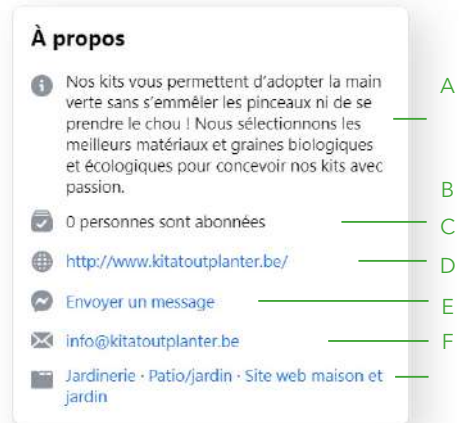 À propos
Nos kits vous permettent d'adopter la main
verte sans s'emmêler les pinceaux ni de se
prendre le chou ! Nous sélectionnons les
meilleurs matériaux et graines biologiques
et écologiques pour concevoir nos kits avec
passion.
0 personnes sont abonnées
http://www.kitatoutplanter.be/
Envoyer un message
info@kitatoutplanter.be
Jardinerie · Patio/jardin · Site web maison et
jardin
A
B
C
D
E
F